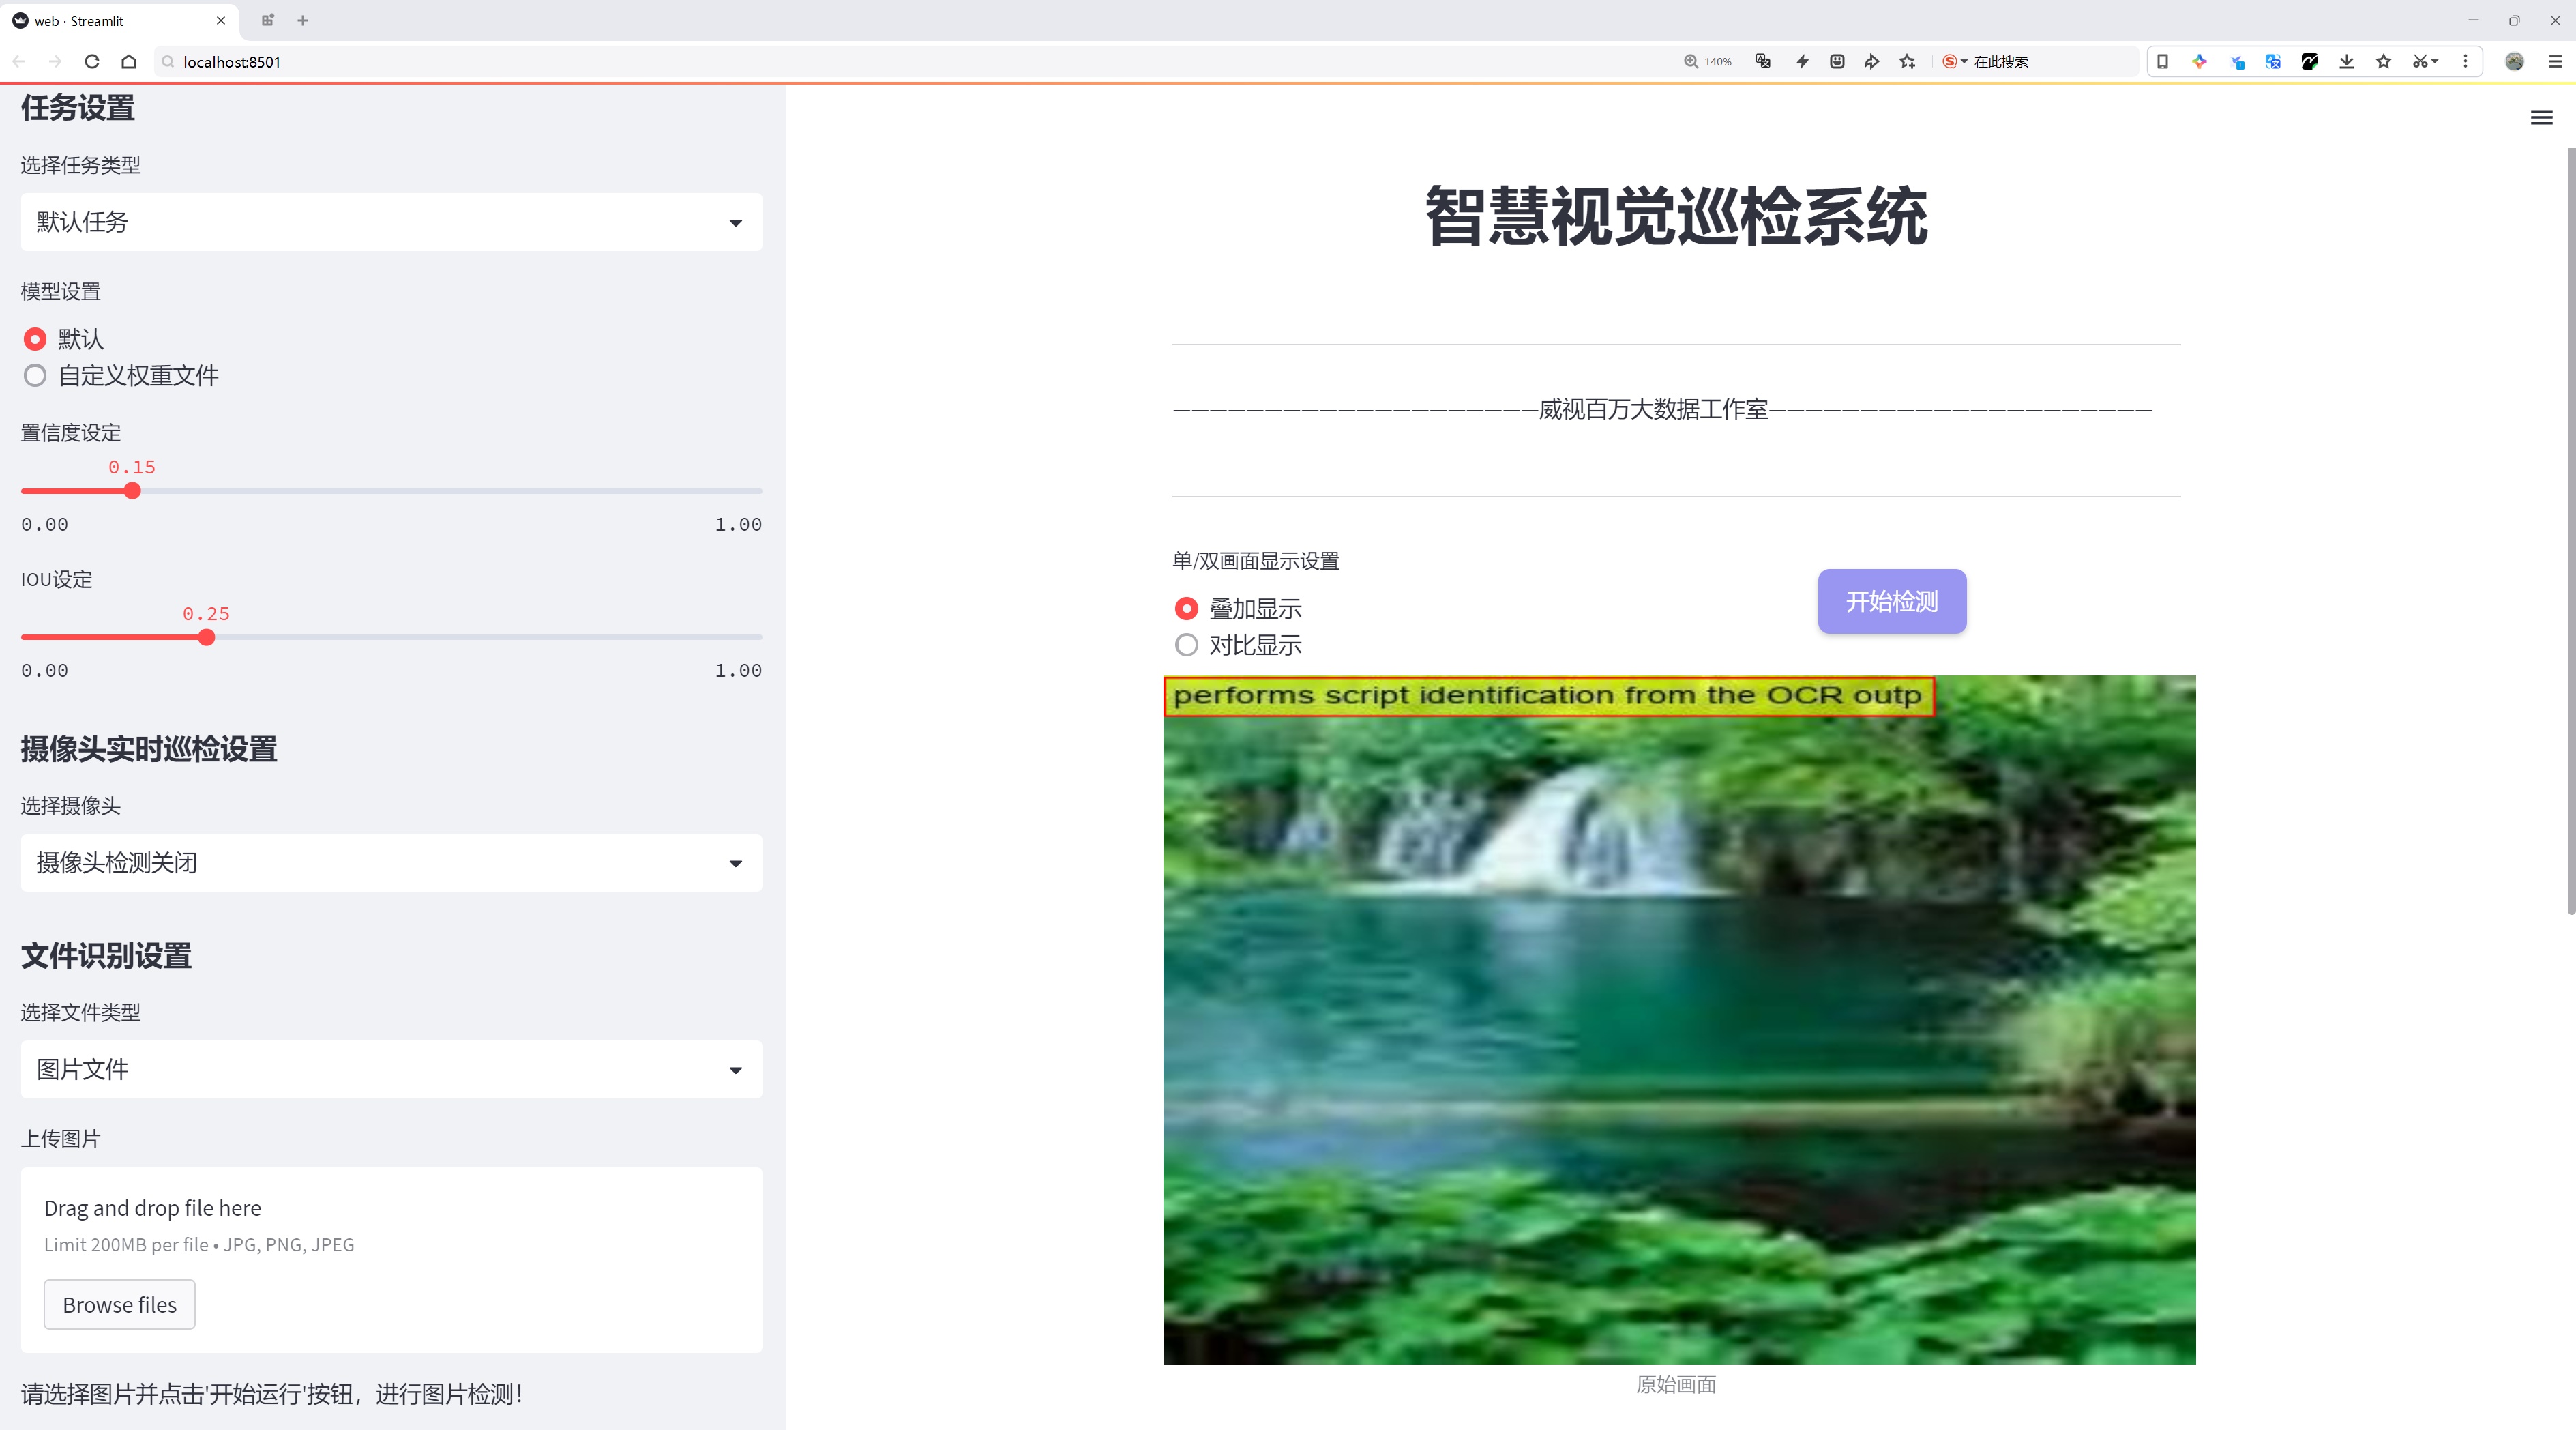 web · Streamlit
localhost:8501
140%
在此搜索
任务设置
选择任务类型
默认任务
模型设置
默认
自定义权重文件
置信度设定
0.15
0.00 1.00
IOU设定
0.25
0.00 1.00
摄像头实时巡检设置
选择摄像头
摄像头检测关闭
文件识别设置
选择文件类型
图片文件
上传图片
Drag and drop file here
Limit 200MB per file • JPG, PNG, JPEG
Browse files
请选择图片并点击'开始运行'按钮，进行图片检测！
智慧视觉巡检系统
————————————————————威视百万大数据工作室—————————————————————
单/双画面显示设置
叠加显示
对比显示
开始检测
performs script identification from the OCR outp
原始画面